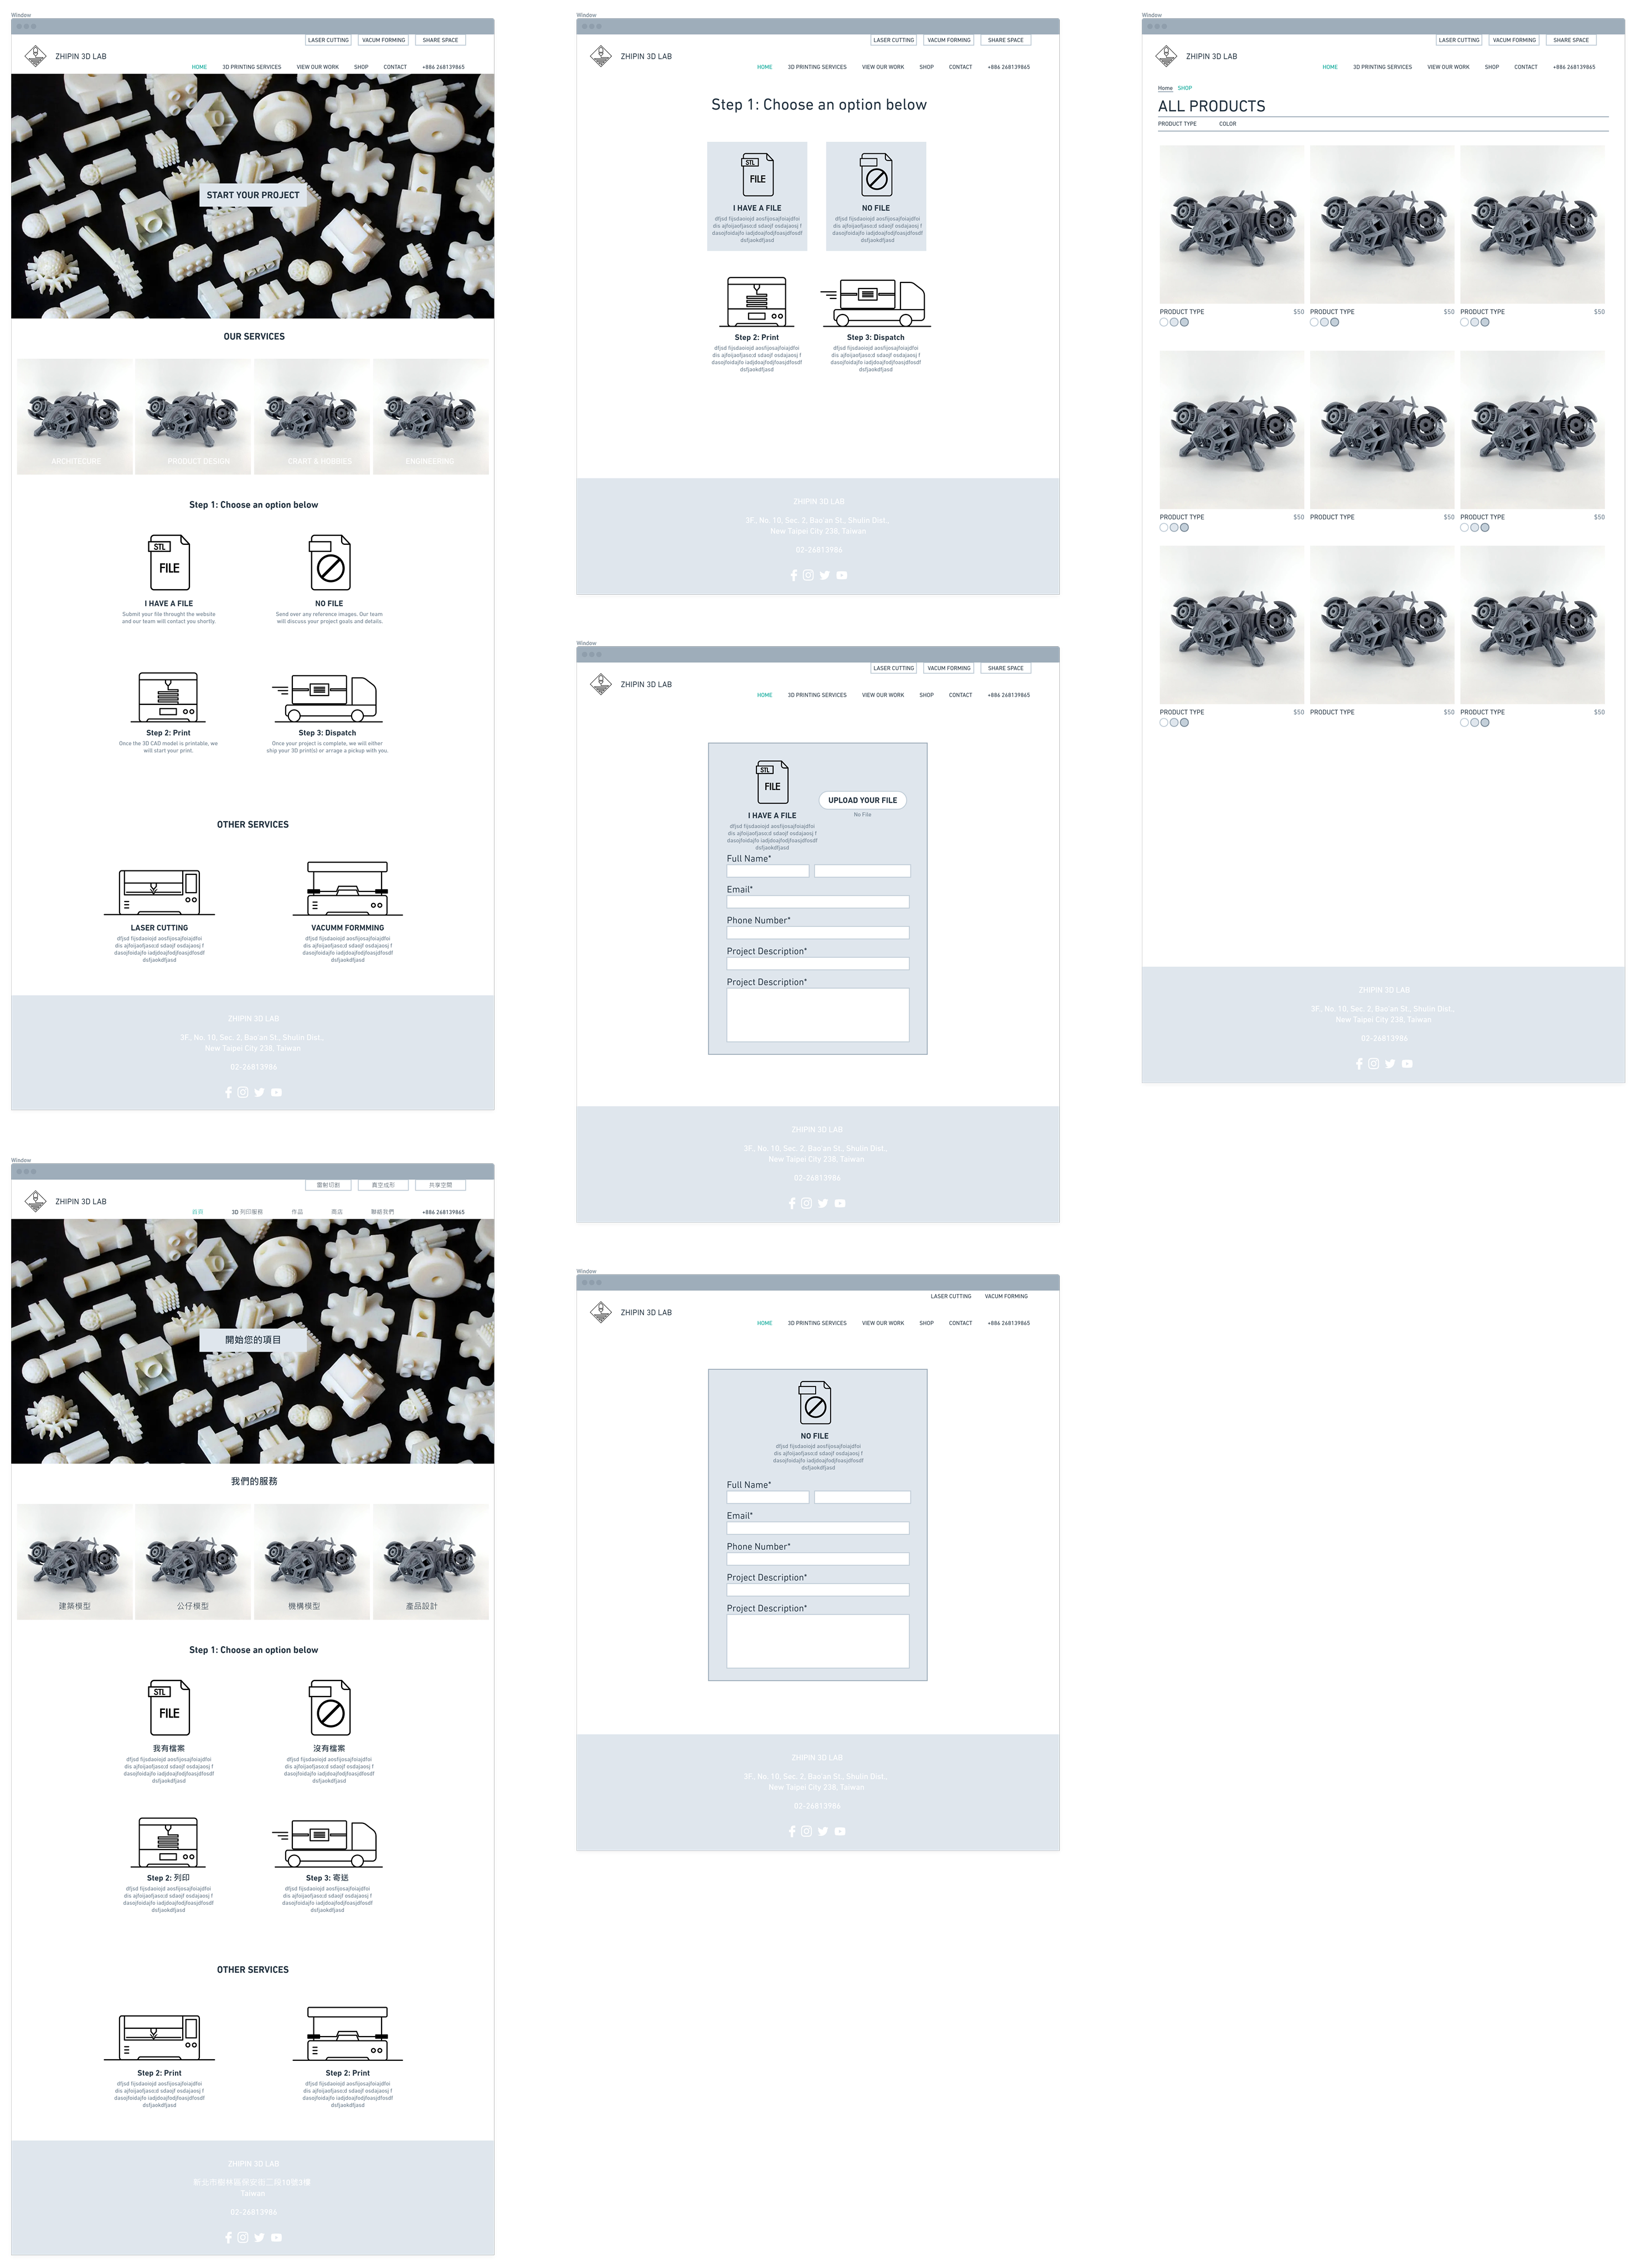 Window
LASER CUTTING VACUM FORMING SHARE SPACE
ZHIPIN 3D LAB
HOME 3D PRINTING SERVICES VIEW OUR WORK SHOP CONTACT +886 268139865
START YOUR PROJECT
OUR SERVICES
ARCHITECURE PRODUCT DESIGN CRART & HOBBIES ENGINEERING
Step 1: Choose an option below
STL
FILE
I HAVE A FILE
Submit your file throught the website
and our team will contact you shortly.
NO FILE
Send over any reference images. Our team
will discuss your project goals and details.
Step 2: Print
Once the 3D CAD model is printable, we
will start your print.
Step 3: Dispatch
Once your project is complete, we will either
ship your 3D print(s) or arrage a pickup with you.
OTHER SERVICES
LASER CUTTING
dfjsd fijsdaoiojd aosfijosajfoiajdfoi
dis ajfoijaofjaso;d sdaojf osdajaosj f
dasojfoidajfo iadjdoajfodjfoasjdfosdf
dsfjaokdfjasd
VACUMM FORMMING
dfjsd fijsdaoiojd aosfijosajfoiajdfoi
dis ajfoijaofjaso;d sdaojf osdajaosj f
dasojfoidajfo iadjdoajfodjfoasjdfosdf
dsfjaokdfjasd
ZHIPIN 3D LAB
3F., No. 10, Sec. 2, Bao'an St., Shulin Dist.,
New Taipei City 238, Taiwan
02-26813986
Window
雷射切割 真空成形 共享空間
ZHIPIN 3D LAB
首頁 3D 列印服務 作品 商店 聯絡我們 +886 268139865
開始您的項目
我們的服務
建築模型 公仔模型 機構模型 產品設計
Step 1: Choose an option below
STL
FILE
我有檔案
dfjsd fijsdaoiojd aosfijosajfoiajdfoi
dis ajfoijaofjaso;d sdaojf osdajaosj f
dasojfoidajfo iadjdoajfodjfoasjdfosdf
dsfjaokdfjasd
沒有檔案
dfjsd fijsdaoiojd aosfijosajfoiajdfoi
dis ajfoijaofjaso;d sdaojf osdajaosj f
dasojfoidajfo iadjdoajfodjfoasjdfosdf
dsfjaokdfjasd
Step 2: 列印
dfjsd fijsdaoiojd aosfijosajfoiajdfoi
dis ajfoijaofjaso;d sdaojf osdajaosj f
dasojfoidajfo iadjdoajfodjfoasjdfosdf
dsfjaokdfjasd
Step 3: 寄送
dfjsd fijsdaoiojd aosfijosajfoiajdfoi
dis ajfoijaofjaso;d sdaojf osdajaosj f
dasojfoidajfo iadjdoajfodjfoasjdfosdf
dsfjaokdfjasd
OTHER SERVICES
Step 2: Print
dfjsd fijsdaoiojd aosfijosajfoiajdfoi
dis ajfoijaofjaso;d sdaojf osdajaosj f
dasojfoidajfo iadjdoajfodjfoasjdfosdf
dsfjaokdfjasd
Step 2: Print
dfjsd fijsdaoiojd aosfijosajfoiajdfoi
dis ajfoijaofjaso;d sdaojf osdajaosj f
dasojfoidajfo iadjdoajfodjfoasjdfosdf
dsfjaokdfjasd
ZHIPIN 3D LAB
新北市樹林區保安街二段10號3樓
Taiwan
02-26813986
Window
LASER CUTTING VACUM FORMING SHARE SPACE
ZHIPIN 3D LAB
HOME 3D PRINTING SERVICES VIEW OUR WORK SHOP CONTACT +886 268139865
Step 1: Choose an option below
STL
FILE
I HAVE A FILE
dfjsd fijsdaoiojd aosfijosajfoiajdfoi
dis ajfoijaofjaso;d sdaojf osdajaosj f
dasojfoidajfo iadjdoajfodjfoasjdfosdf
dsfjaokdfjasd
NO FILE
dfjsd fijsdaoiojd aosfijosajfoiajdfoi
dis ajfoijaofjaso;d sdaojf osdajaosj f
dasojfoidajfo iadjdoajfodjfoasjdfosdf
dsfjaokdfjasd
Step 2: Print
dfjsd fijsdaoiojd aosfijosajfoiajdfoi
dis ajfoijaofjaso;d sdaojf osdajaosj f
dasojfoidajfo iadjdoajfodjfoasjdfosdf
dsfjaokdfjasd
Step 3: Dispatch
dfjsd fijsdaoiojd aosfijosajfoiajdfoi
dis ajfoijaofjaso;d sdaojf osdajaosj f
dasojfoidajfo iadjdoajfodjfoasjdfosdf
dsfjaokdfjasd
ZHIPIN 3D LAB
3F., No. 10, Sec. 2, Bao'an St., Shulin Dist.,
New Taipei City 238, Taiwan
02-26813986
Window
LASER CUTTING VACUM FORMING SHARE SPACE
ZHIPIN 3D LAB
HOME 3D PRINTING SERVICES VIEW OUR WORK SHOP CONTACT +886 268139865
STL
FILE
I HAVE A FILE
dfjsd fijsdaoiojd aosfijosajfoiajdfoi
dis ajfoijaofjaso;d sdaojf osdajaosj f
dasojfoidajfo iadjdoajfodjfoasjdfosdf
dsfjaokdfjasd
UPLOAD YOUR FILE
No File
Full Name*
Email*
Phone Number*
Project Description*
Project Description*
ZHIPIN 3D LAB
3F., No. 10, Sec. 2, Bao'an St., Shulin Dist.,
New Taipei City 238, Taiwan
02-26813986
Window
LASER CUTTING VACUM FORMING
ZHIPIN 3D LAB
HOME 3D PRINTING SERVICES VIEW OUR WORK SHOP CONTACT +886 268139865
NO FILE
dfjsd fijsdaoiojd aosfijosajfoiajdfoi
dis ajfoijaofjaso;d sdaojf osdajaosj f
dasojfoidajfo iadjdoajfodjfoasjdfosdf
dsfjaokdfjasd
Full Name*
Email*
Phone Number*
Project Description*
Project Description*
ZHIPIN 3D LAB
3F., No. 10, Sec. 2, Bao'an St., Shulin Dist.,
New Taipei City 238, Taiwan
02-26813986
Window
LASER CUTTING VACUM FORMING SHARE SPACE
ZHIPIN 3D LAB
HOME 3D PRINTING SERVICES VIEW OUR WORK SHOP CONTACT +886 268139865
Home SHOP
ALL PRODUCTS
PRODUCT TYPE COLOR
PRODUCT TYPE $50 PRODUCT TYPE $50 PRODUCT TYPE $50
PRODUCT TYPE $50 PRODUCT TYPE $50 PRODUCT TYPE $50
PRODUCT TYPE $50 PRODUCT TYPE $50 PRODUCT TYPE $50
ZHIPIN 3D LAB
3F., No. 10, Sec. 2, Bao'an St., Shulin Dist.,
New Taipei City 238, Taiwan
02-26813986